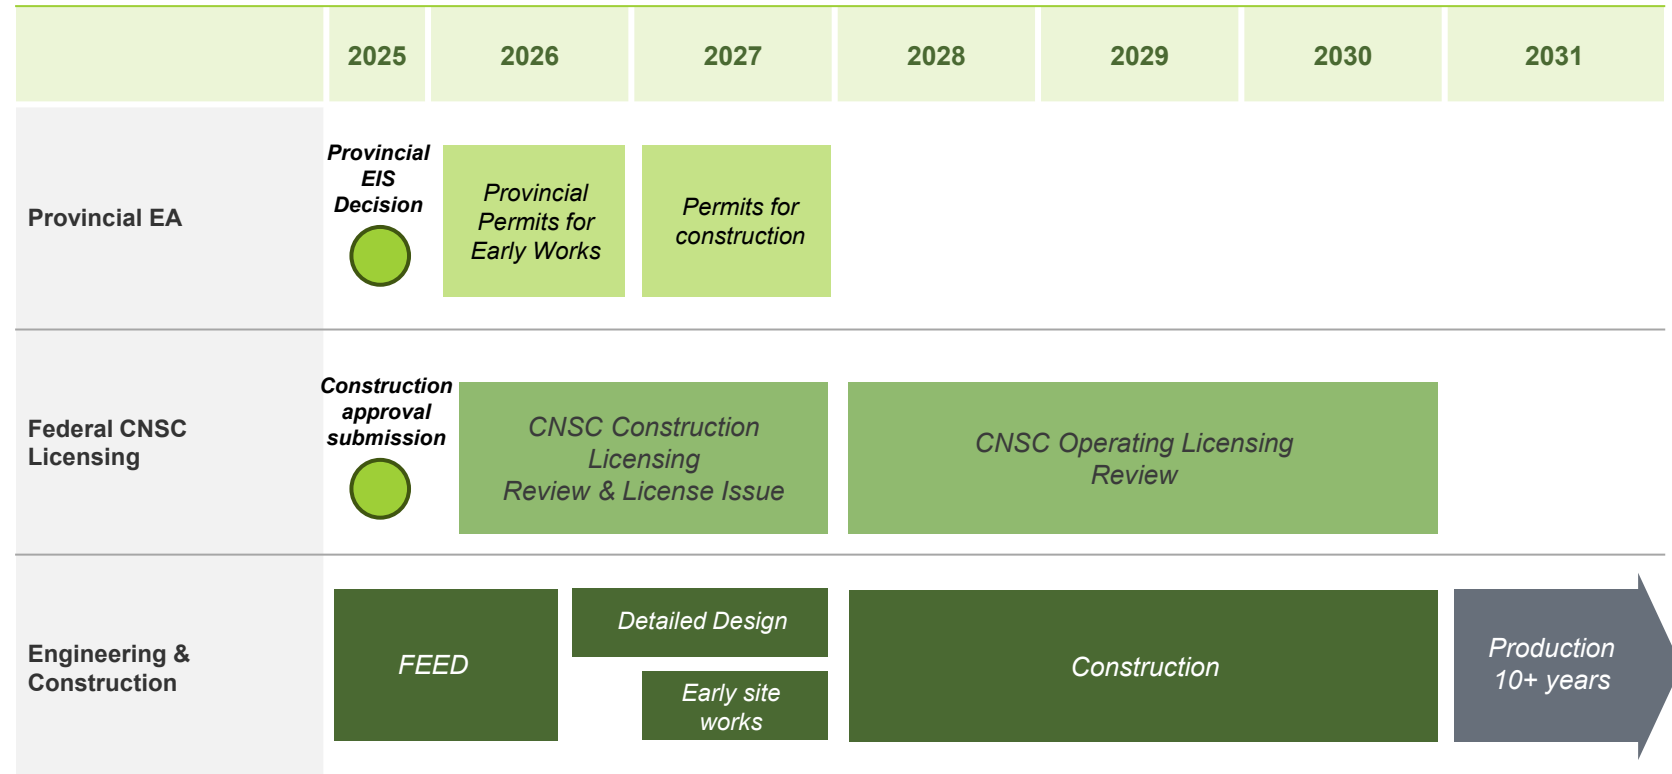 2025
2026
2027
2028
2029
2030
2031
Provincial EA
Provincial
EIS
Decision
Provincial
Permits for
Early Works
Permits for
construction
Federal CNSC
Licensing
Construction
approval
submission
CNSC Construction
Licensing
Review & License Issue
CNSC Operating Licensing
Review
Engineering &
Construction
FEED
Detailed Design
Early site
works
Construction
Production
10+ years